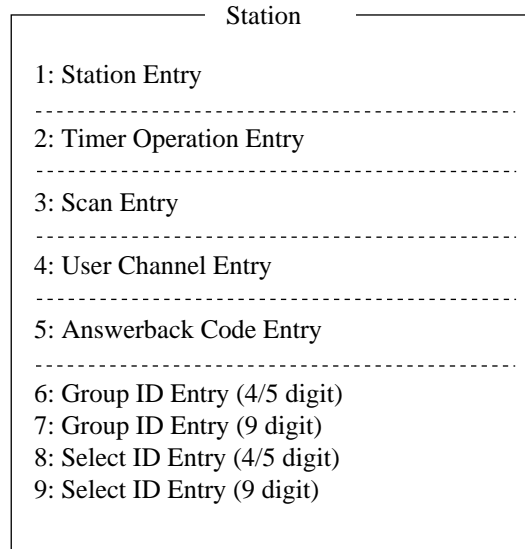 Station
1: Station Entry
2: Timer Operation Entry
3: Scan Entry
4: User Channel Entry
5: Answerback Code Entry
6: Group ID Entry (4/5 digit)
7: Group ID Entry (9 digit)
8: Select ID Entry (4/5 digit)
9: Select ID Entry (9 digit)